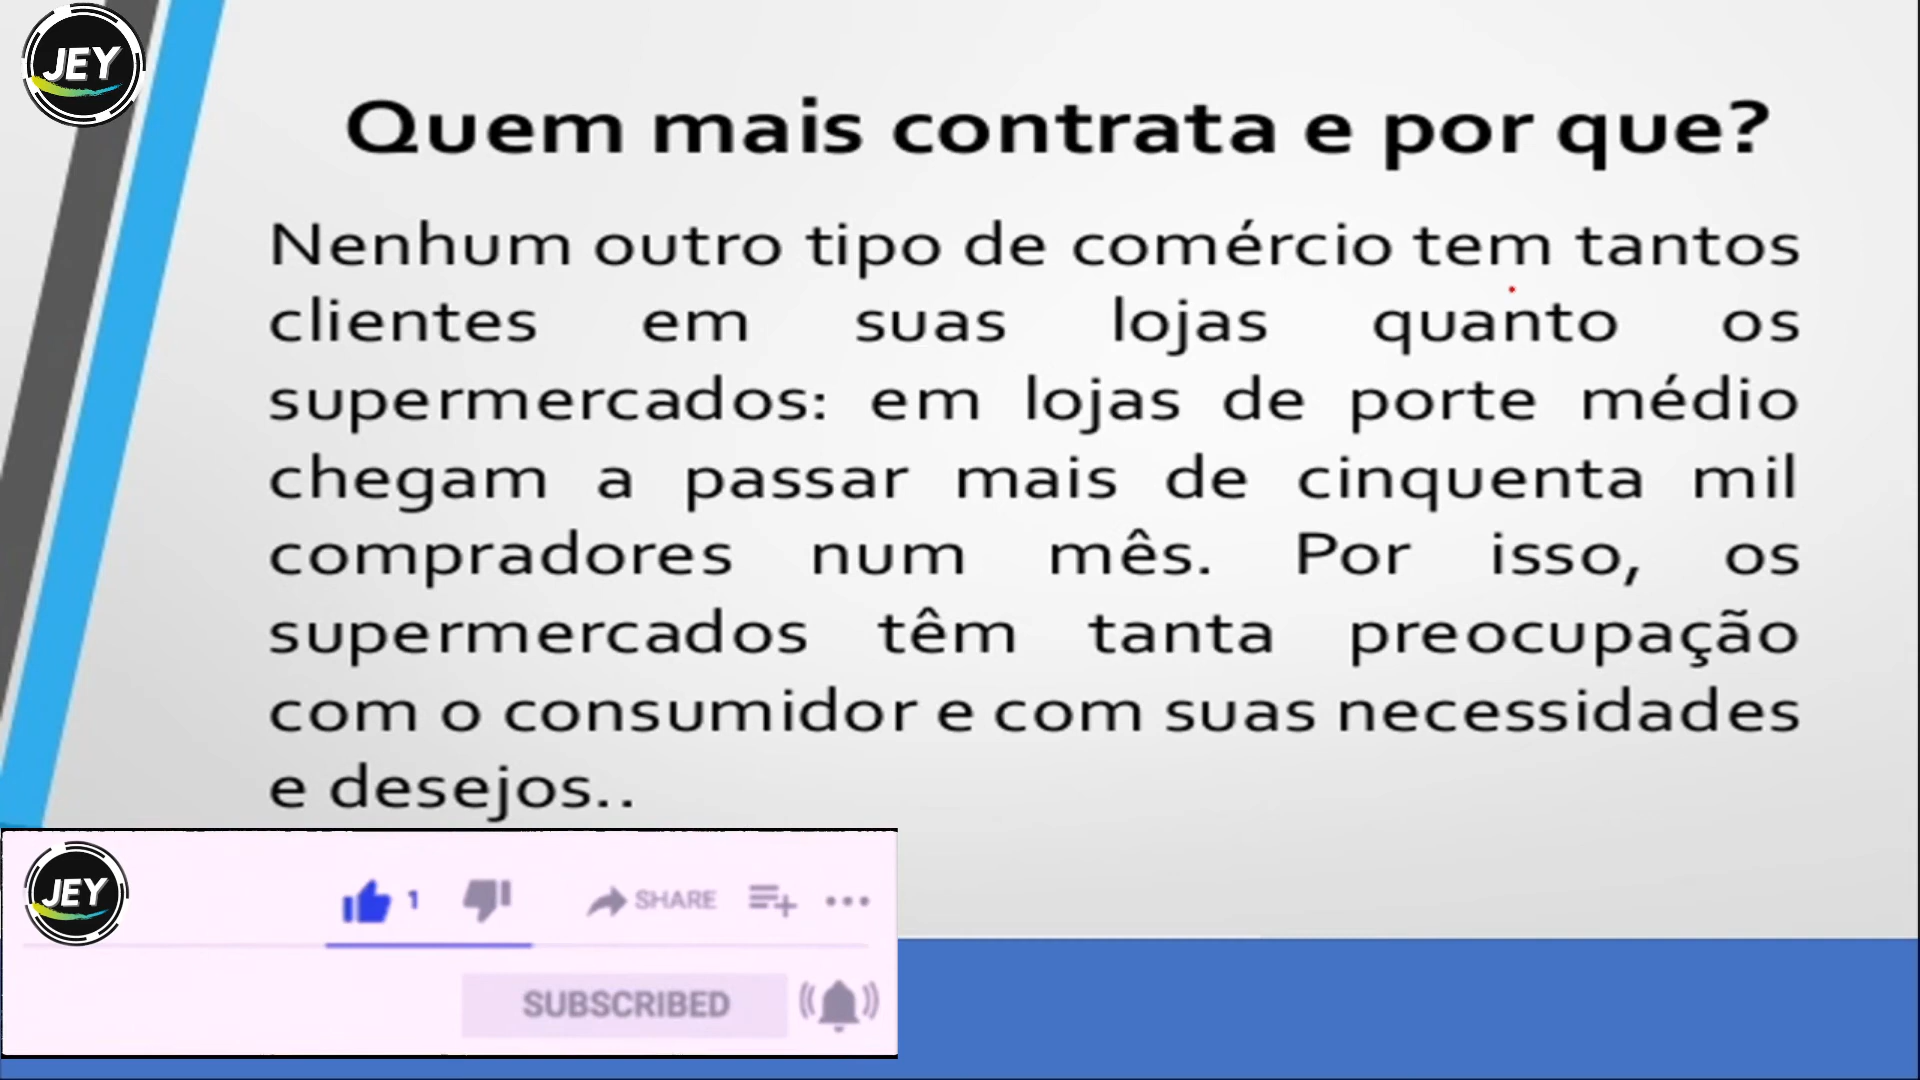 JEY
Quem mais contrata e por que?
Nenhum outro tipo de comércio tem tantos
clientes em suas lojas quanto os
supermercados: em lojas de porte médio
chegam a passar mais de cinquenta mil
compradores num mês. Por isso, os
supermercados têm tanta preocupação
com o consumidor e com suas necessidades
e desejos..
JEY
1 SHARE
SUBSCRIBED